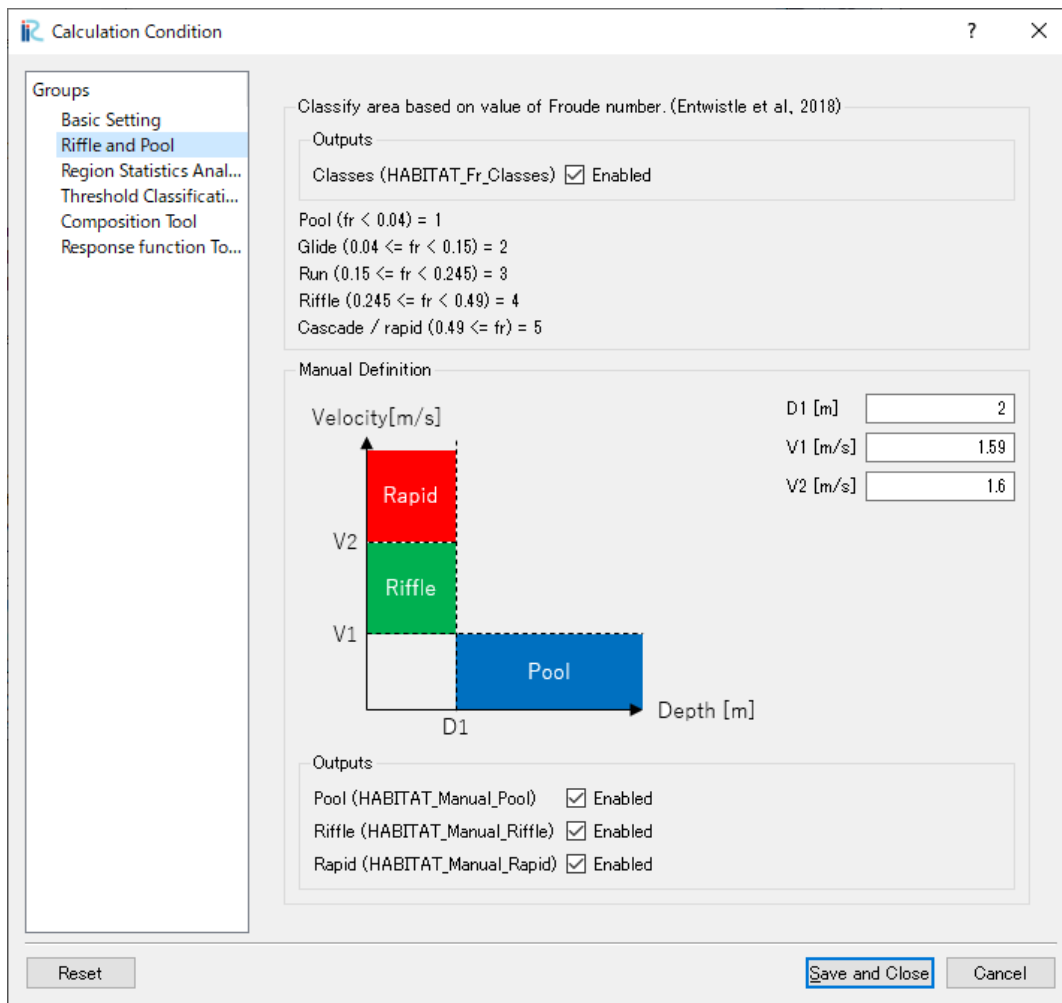 Calculation Condition
?
Groups
Basic Setting
Riffle and Pool
Region Statistics Anal...
Threshold Classificati...
Composition Tool
Response function To...
Classify area based on value of Froude number. (Entwistle et al, 2018)
Outputs
Classes (HABITAT_Fr_Classes) Enabled
Pool (fr < 0.04) = 1
Glide (0.04 <= fr < 0.15) = 2
Run (0.15 <= fr < 0.245) = 3
Riffle (0.245 <= fr < 0.49) = 4
Cascade / rapid (0.49 <= fr) = 5
Manual Definition
D1 [m] 2
V1 [m/s] 1.59
V2 [m/s] 1.6
Velocity[m/s]
Rapid
V2
Riffle
V1
Pool
Depth [m]
D1
Outputs
Pool (HABITAT_Manual_Pool) Enabled
Riffle (HABITAT_Manual_Riffle) Enabled
Rapid (HABITAT_Manual_Rapid) Enabled
Reset
Save and Close
Cancel